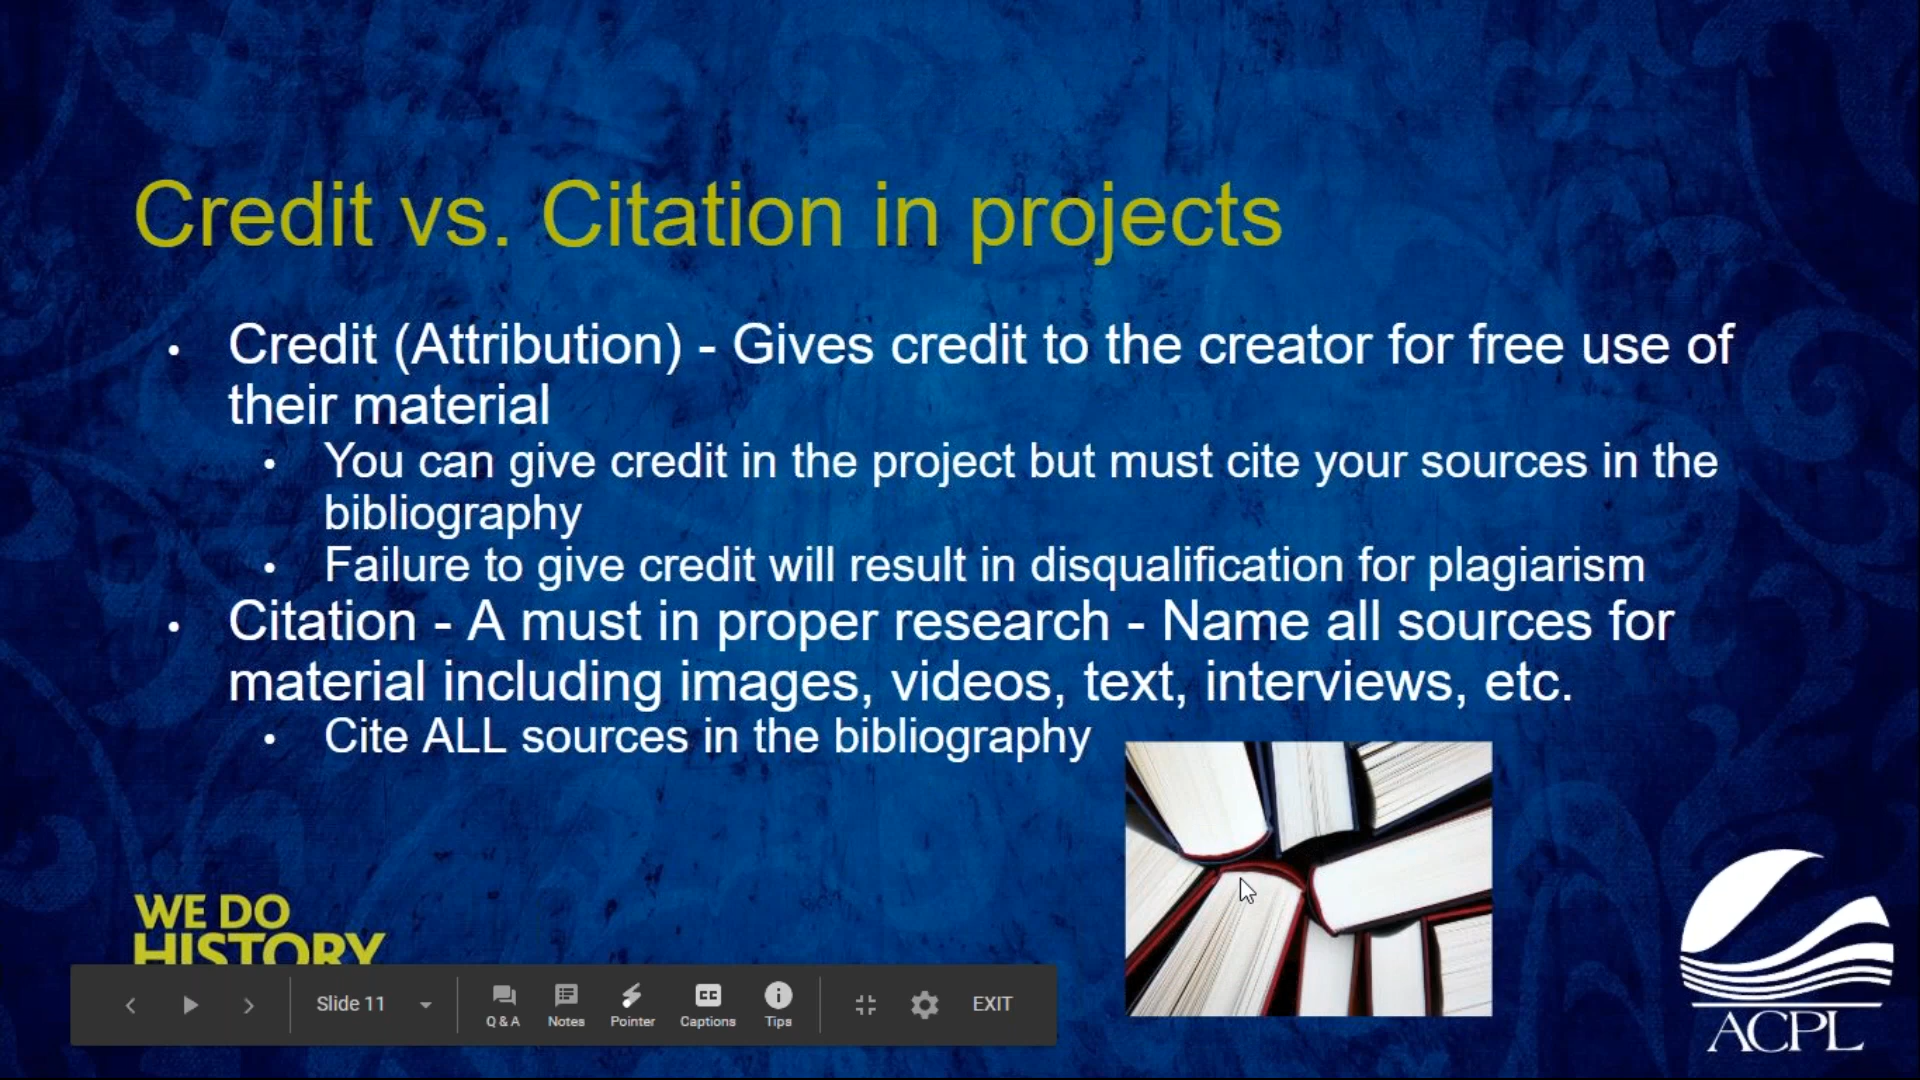 Credit vs. Citation in projects
• Credit (Attribution) - Gives credit to the creator for free use of
their material
• You can give credit in the project but must cite your sources in the
bibliography
• Failure to give credit will result in disqualification for plagiarism
• Citation - A must in proper research - Name all sources for
material including images, videos, text, interviews, etc.
• Cite ALL sources in the bibliography
WE DO
HISTORY
Slide 11
Q & A
Notes
Pointer
CC
Captions
Tips
EXIT
ACPL